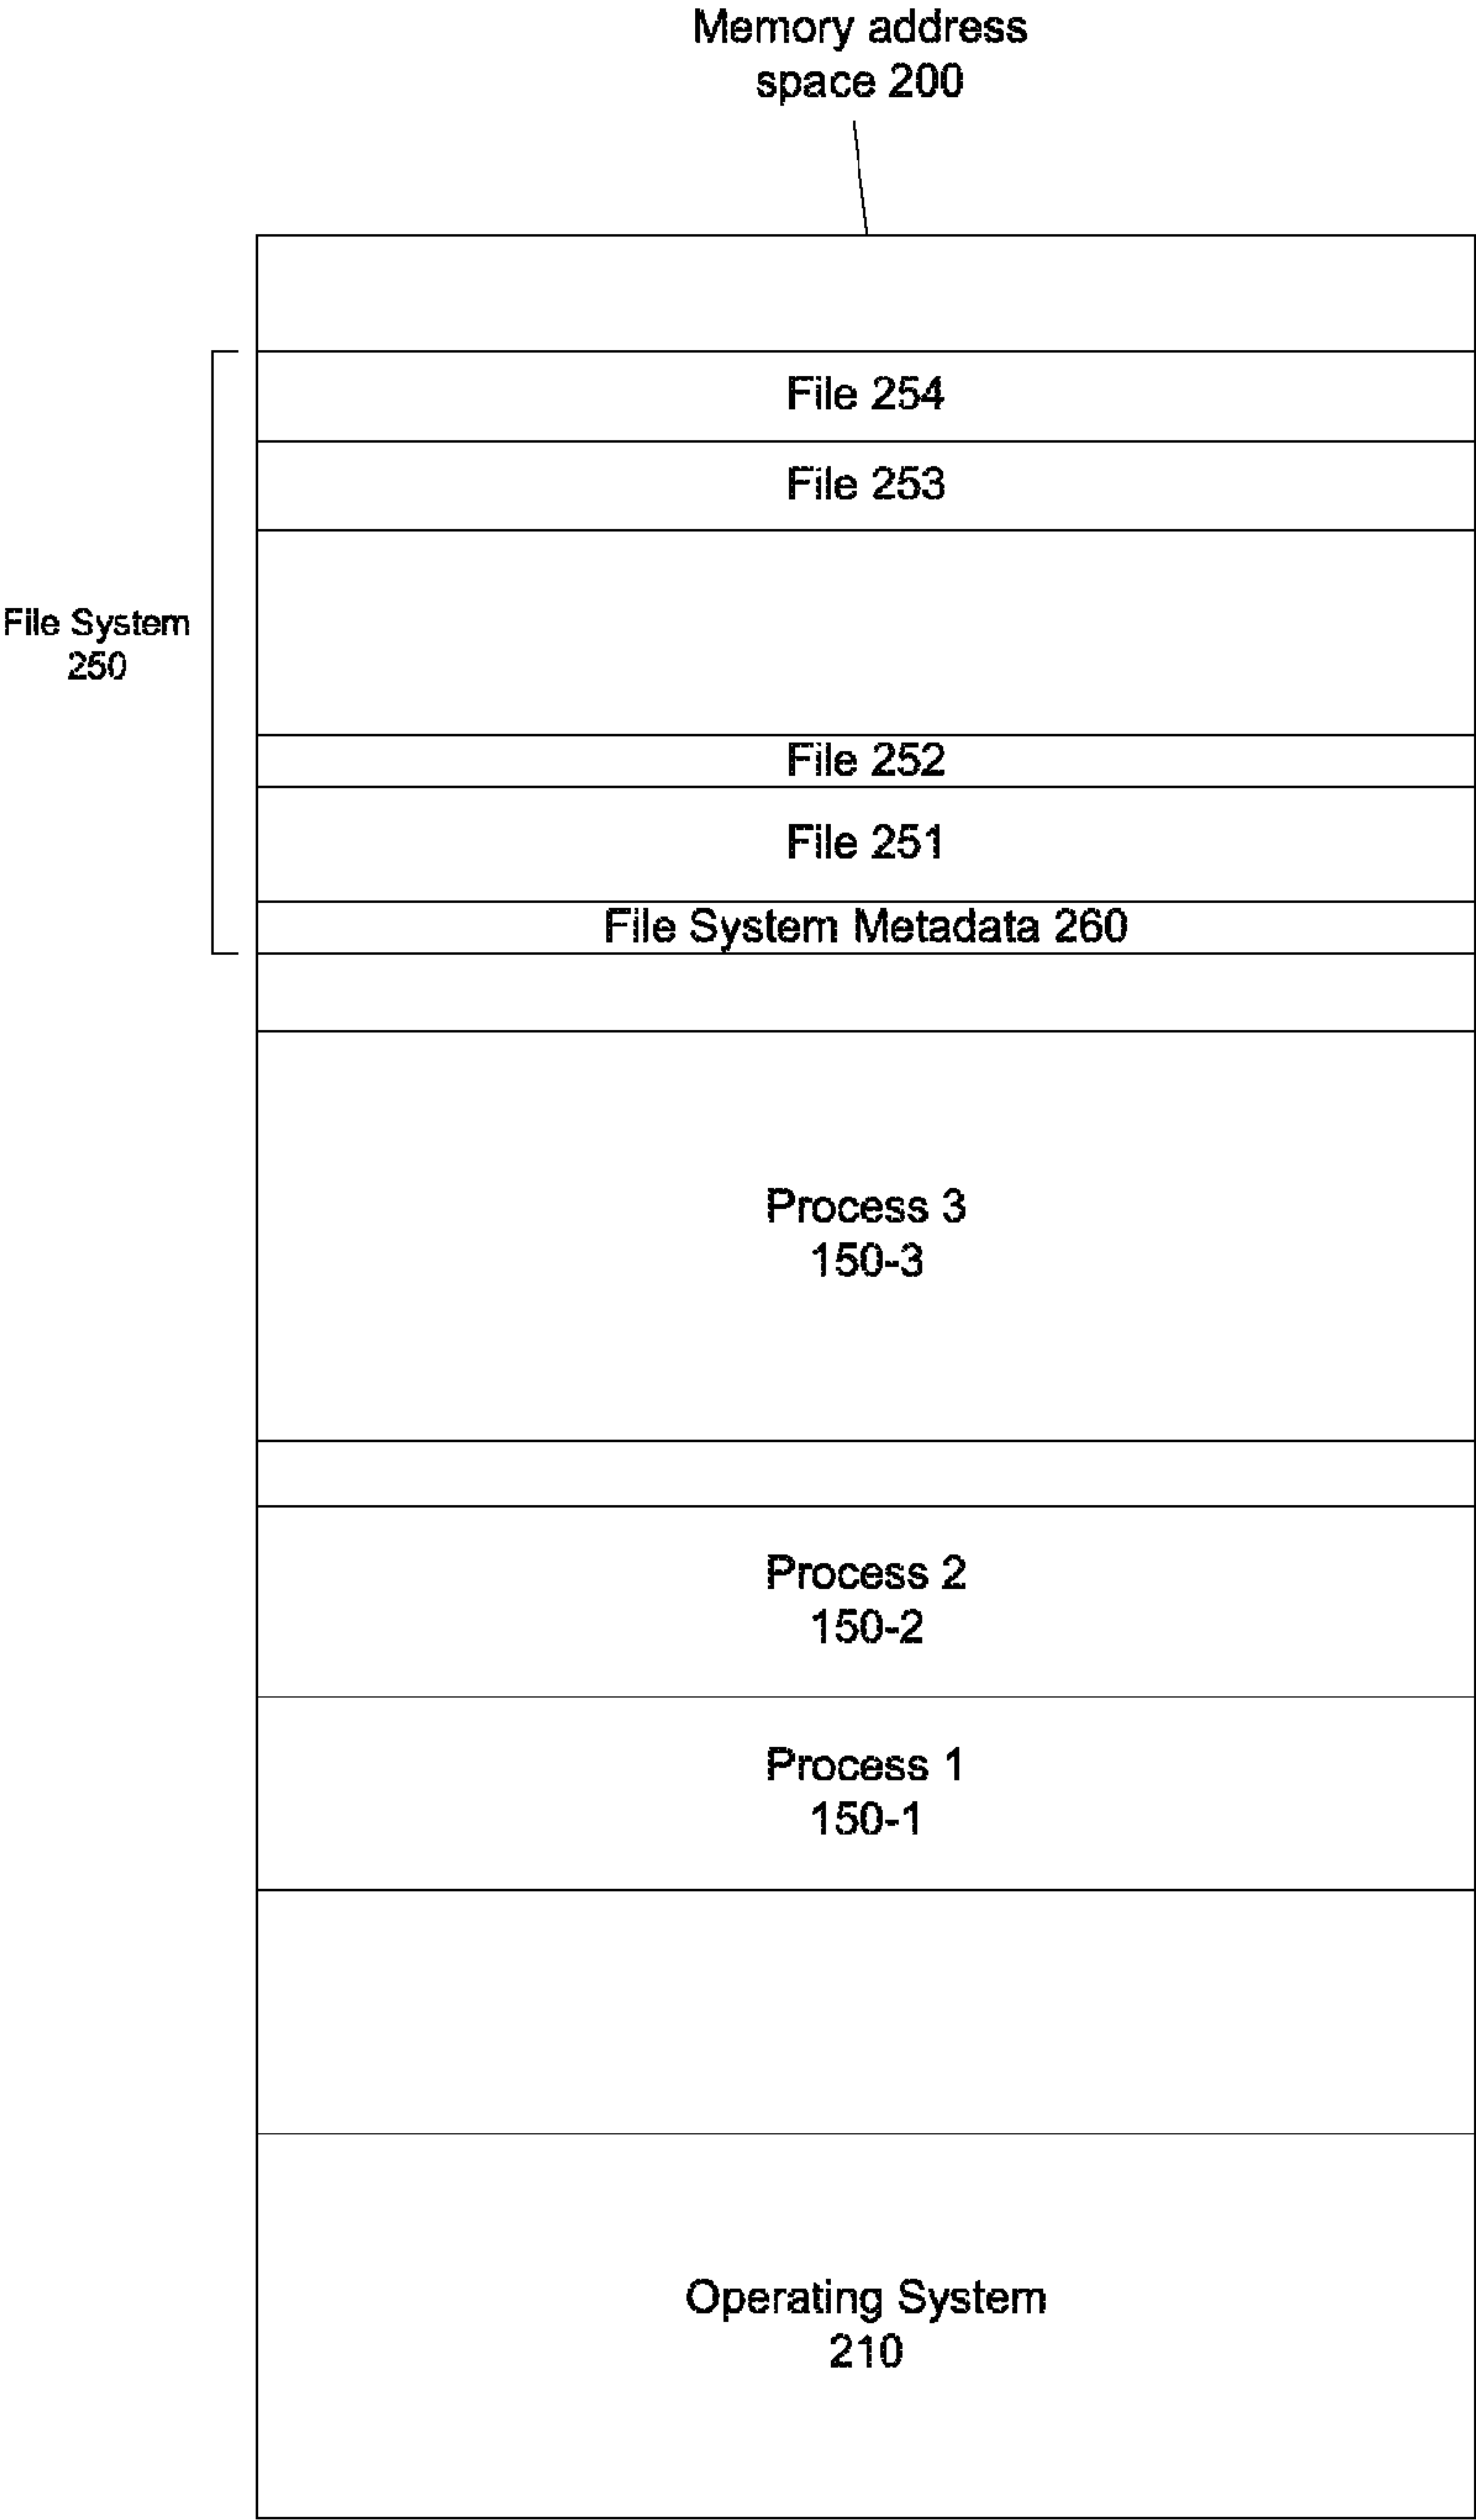 Memory address
space 200
File 254
File 253
File System
250
File 252
File 251
File System Metadata 260
Process 3
150-3
Process 2
150-2
Process 1
150-1
Operating System
210